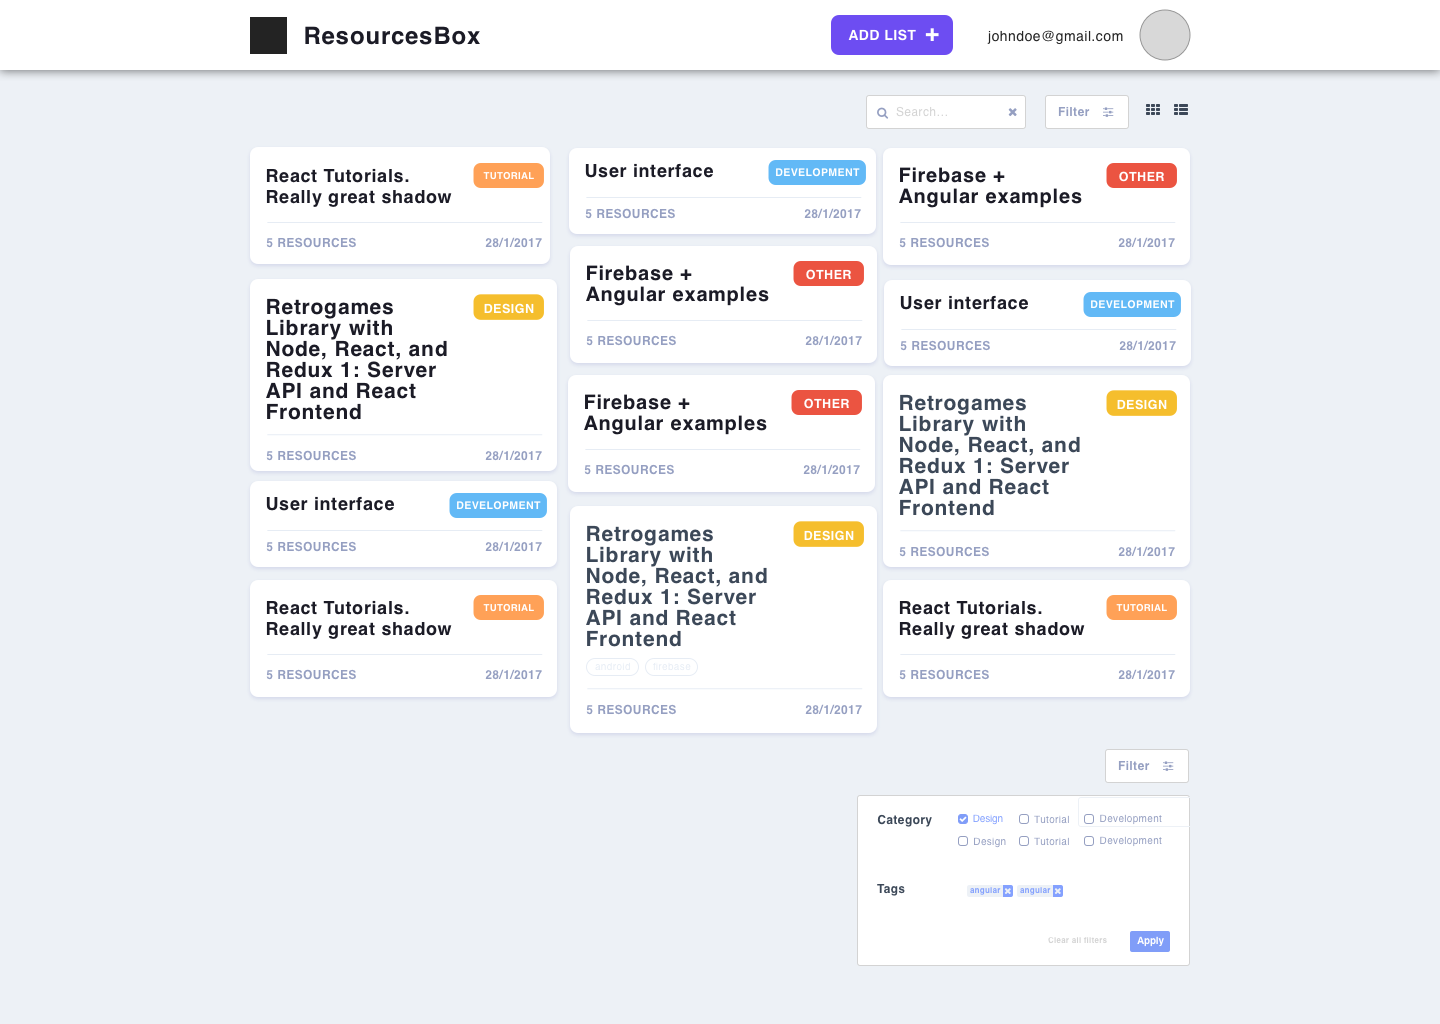 ResourcesBox
ADD LIST
johndoe@gmail.com
Search...
Filter
React Tutorials.
Really great shadow
TUTORIAL
5 RESOURCES 28/1/2017
Retrogames
Library with
Node, React, and
Redux 1: Server
API and React
Frontend
DESIGN
5 RESOURCES 28/1/2017
User interface
DEVELOPMENT
5 RESOURCES 28/1/2017
React Tutorials.
Really great shadow
TUTORIAL
5 RESOURCES 28/1/2017
User interface
DEVELOPMENT
5 RESOURCES 28/1/2017
Firebase +
Angular examples
OTHER
5 RESOURCES 28/1/2017
Firebase +
Angular examples
OTHER
5 RESOURCES 28/1/2017
Retrogames
Library with
Node, React, and
Redux 1: Server
API and React
Frontend
DESIGN
android firebase
5 RESOURCES 28/1/2017
Firebase +
Angular examples
OTHER
5 RESOURCES 28/1/2017
User interface
DEVELOPMENT
5 RESOURCES 28/1/2017
Retrogames
Library with
Node, React, and
Redux 1: Server
API and React
Frontend
DESIGN
5 RESOURCES 28/1/2017
React Tutorials.
Really great shadow
TUTORIAL
5 RESOURCES 28/1/2017
Filter
Category Design Tutorial Development
Design Tutorial Development
Tags angular angular
Clear all filters Apply